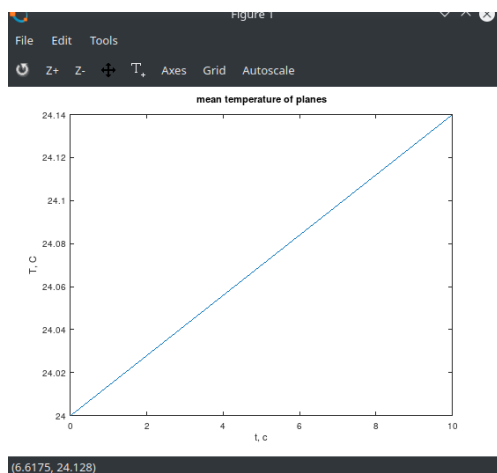 Figure 1
File Edit Tools
Z+ Z- T+ Axes Grid Autoscale
mean temperature of planes
24.14
24.12
24.1
24.08
24.06
24.04
24.02
24
T, C
0 2 4 6 8 10
t, c
(6.6175, 24.128)